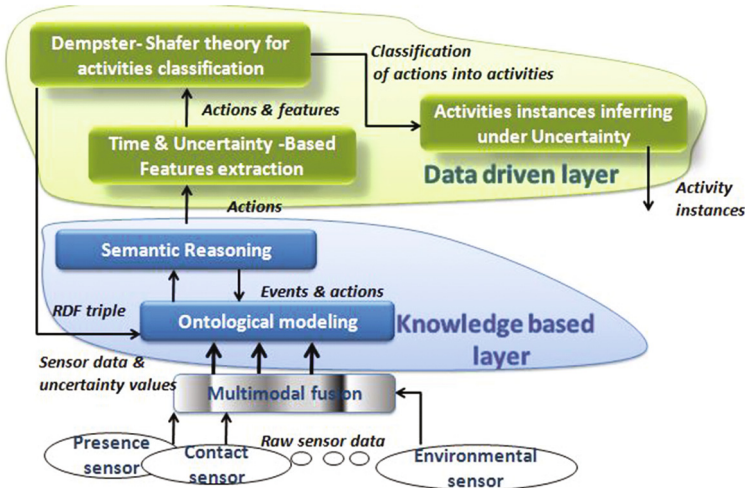 Dempster- Shafer theory for
activities classification
Classification
of actions into activities
Actions & features
Activities instances inferring
under Uncertainty
Time & Uncertainty -Based
Features extraction
Data driven layer
Activity
instances
Actions
Semantic Reasoning
Events & actions
RDF triple
Ontological modeling
Knowledge based
layer
Sensor data &
uncertainty values
Multimodal fusion
Presence
sensor
Contact
sensor
Raw sensor data
Environmental
sensor